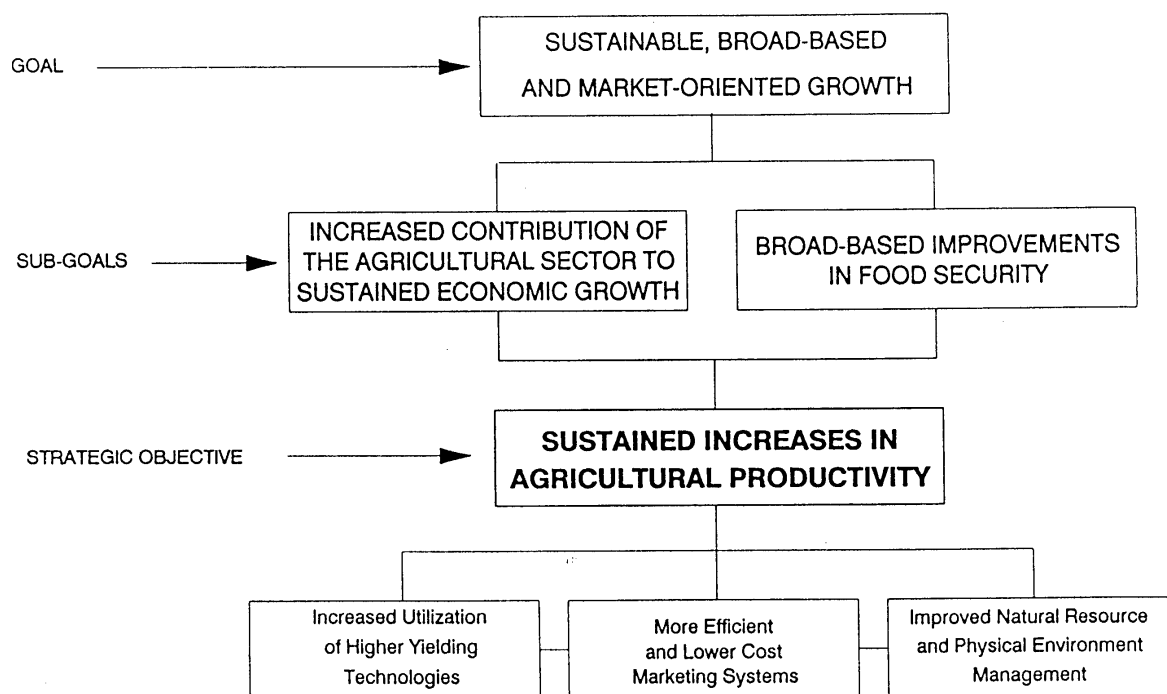 GOAL
SUSTAINABLE, BROAD-BASED
AND MARKET-ORIENTED GROWTH
SUB-GOALS
INCREASED CONTRIBUTION OF
THE AGRICULTURAL SECTOR TO
SUSTAINED ECONOMIC GROWTH
BROAD-BASED IMPROVEMENTS
IN FOOD SECURITY
STRATEGIC OBJECTIVE
SUSTAINED INCREASES IN
AGRICULTURAL PRODUCTIVITY
Increased Utilization
of Higher Yielding
Technologies
More Efficient
and Lower Cost
Marketing Systems
Improved Natural Resource
and Physical Environment
Management